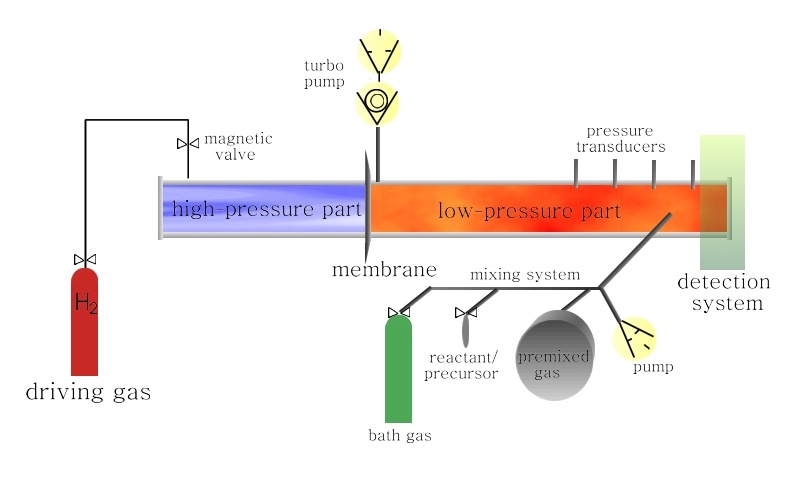 turbo
pump
magnetic
valve
pressure
transducers
high-pressure part
low-pressure part
membrane
mixing system
detection
system
H2
driving gas
reactant/
precursor
premixed
gas
pump
bath gas